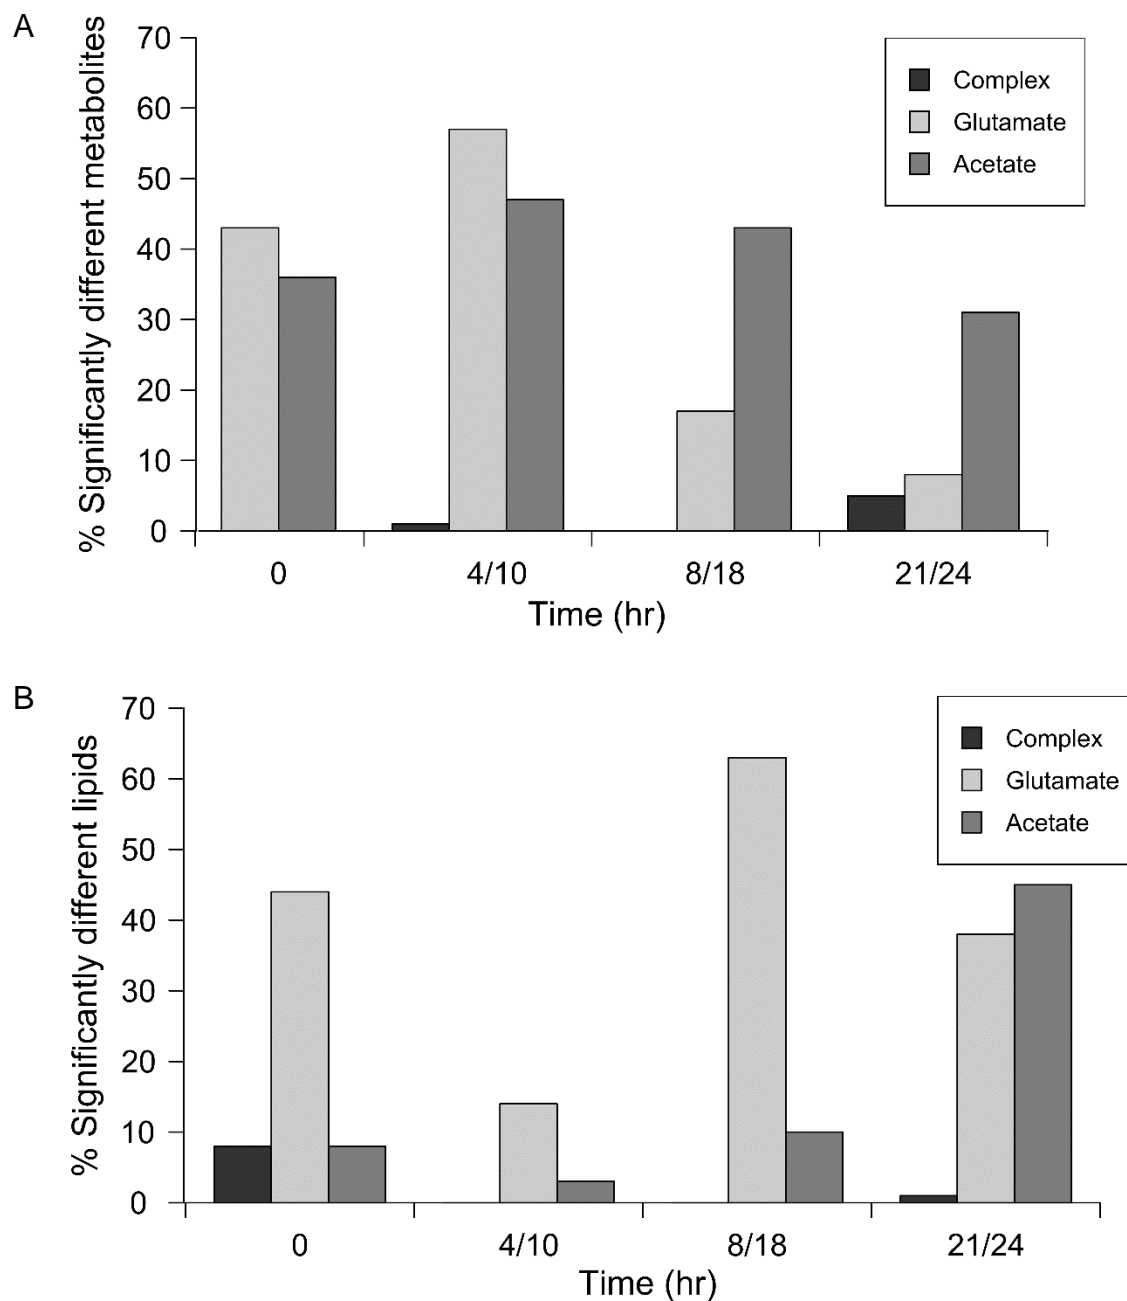 A
% Significantly different metabolites
70
60
50
40
30
20
10
0
0
4/10
8/18
21/24
Time (hr)
Complex
Glutamate
Acetate
B
% Significantly different lipids
70
60
50
40
30
20
10
0
0
4/10
8/18
21/24
Time (hr)
Complex
Glutamate
Acetate